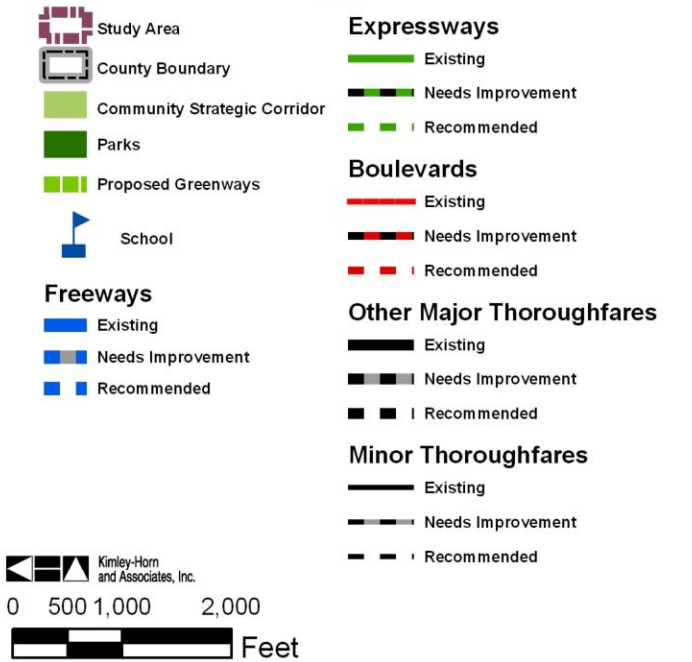 Study Area
County Boundary
Community Strategic Corridor
Parks
Proposed Greenways
School
Freeways
Existing
Needs Improvement
Recommended
Expressways
Existing
Needs Improvement
Recommended
Boulevards
Existing
Needs Improvement
Recommended
Other Major Thoroughfares
Existing
Needs Improvement
Recommended
Minor Thoroughfares
Existing
Needs Improvement
Recommended
Kimley-Horn
and Associates, Inc.
0 500 1,000 2,000
Feet